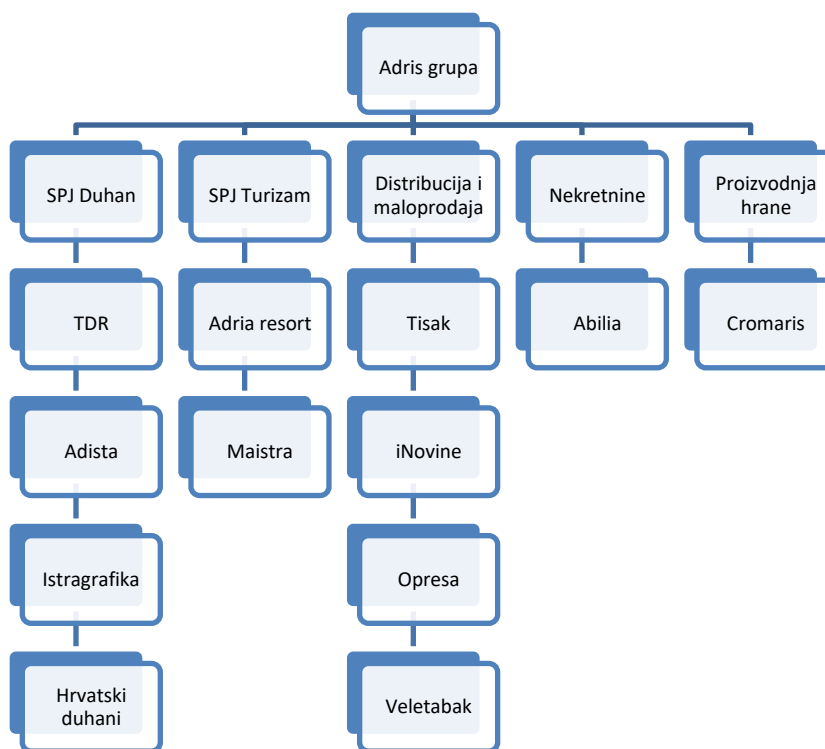 Adris grupa
SPJ Duhan
SPJ Turizam
Distribucija i
maloprodaja
Nekretnine
Proizvodnja
hrane
TDR
Adria resort
Tisak
Abilia
Cromaris
Adista
Maistra
iNovine
Istragrafika
Opresa
Hrvatski
duhani
Veletabak